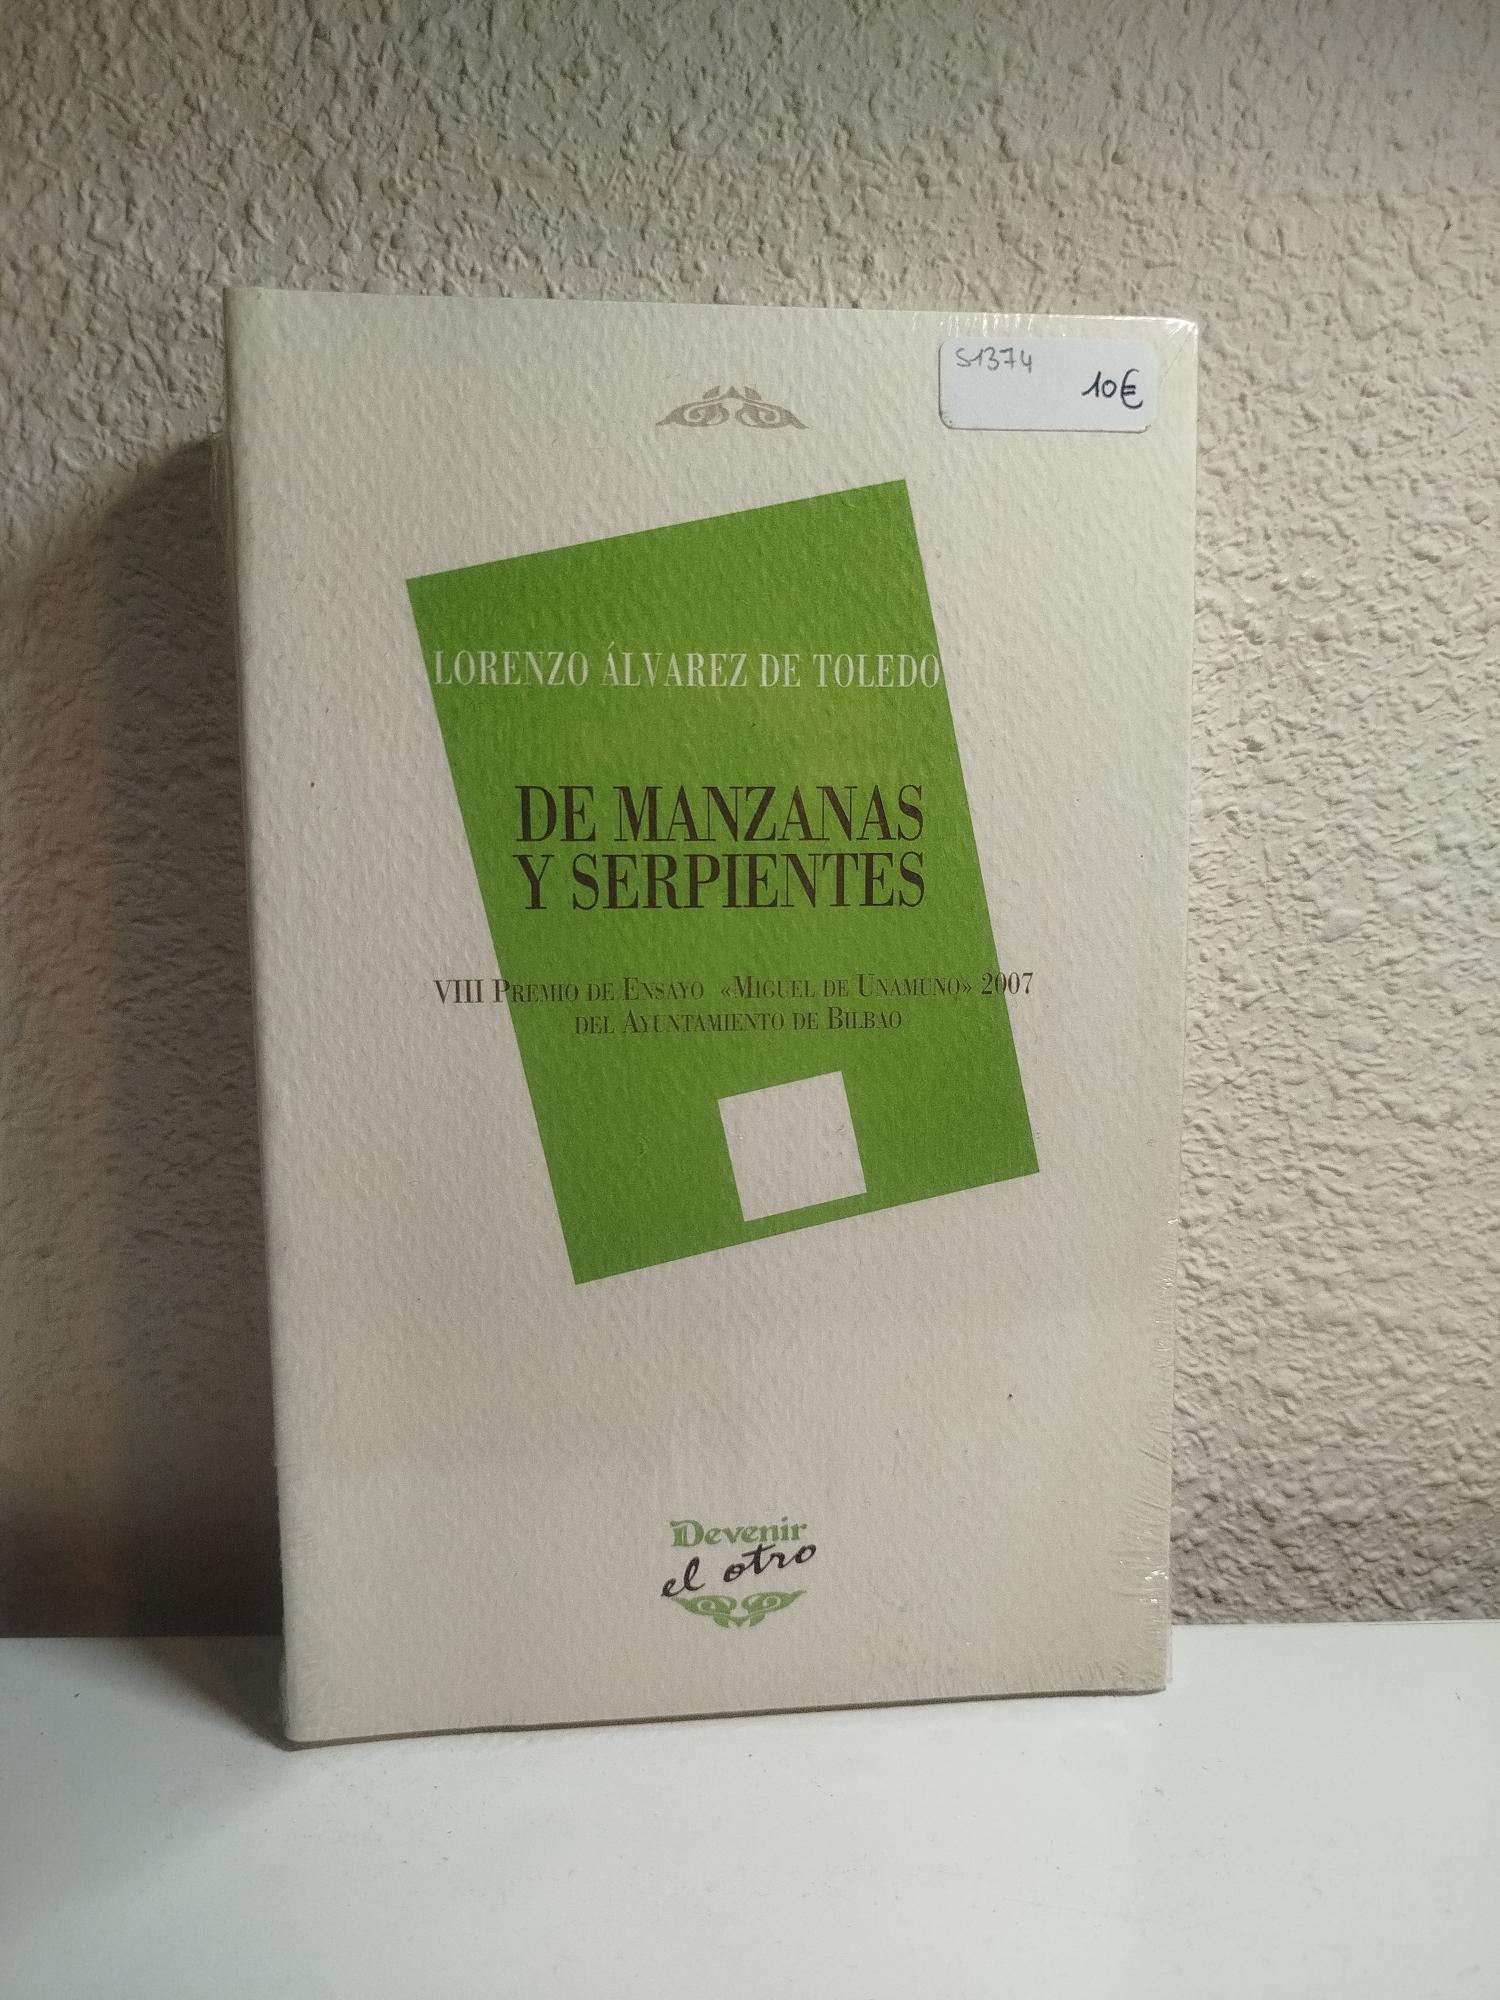 S1374
10€
LORENZO ÁLVAREZ DE TOLEDO
DE MANZANAS
Y SERPIENTES
VIII PREMIO DE ENSAYO «MIGUEL DE UNAMUNO» 2007
DEL AYUNTAMIENTO DE BILBAO
Devenir
el otro